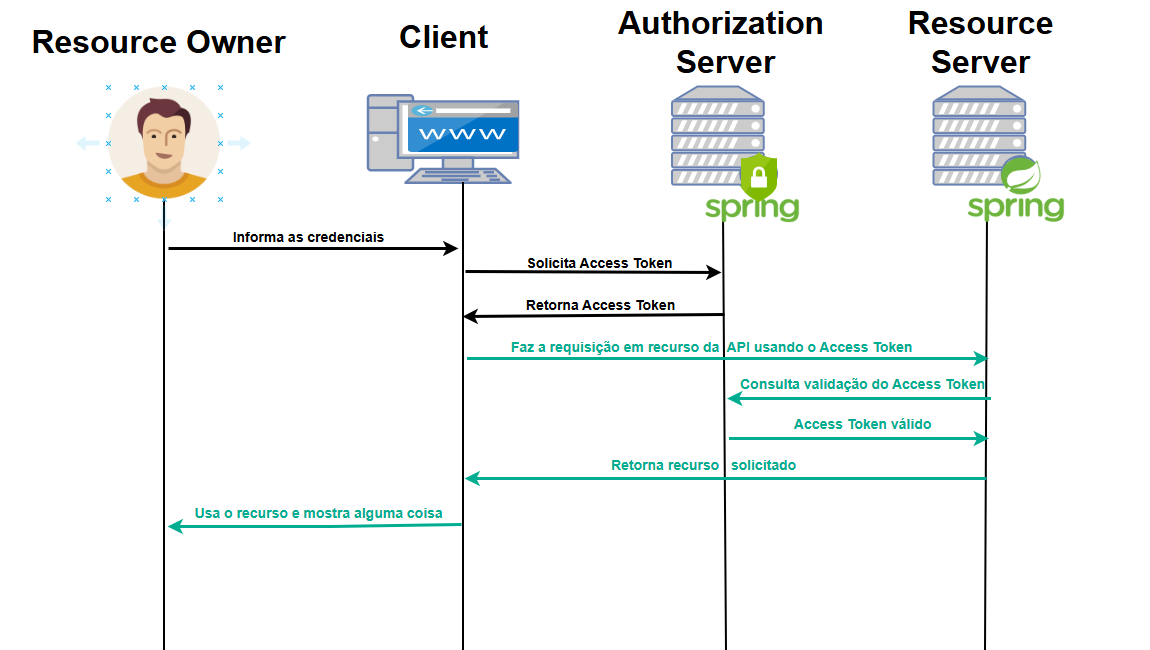 Resource Owner
Client
Authorization
Server
Resource
Server
www
spring
spring
Informa as credenciais
Solicita Access Token
Retorna Access Token
Faz a requisição em recurso da API usando o Access Token
Consulta validação do Access Token
Access Token válido
Retorna recurso solicitado
Usa o recurso e mostra alguma coisa